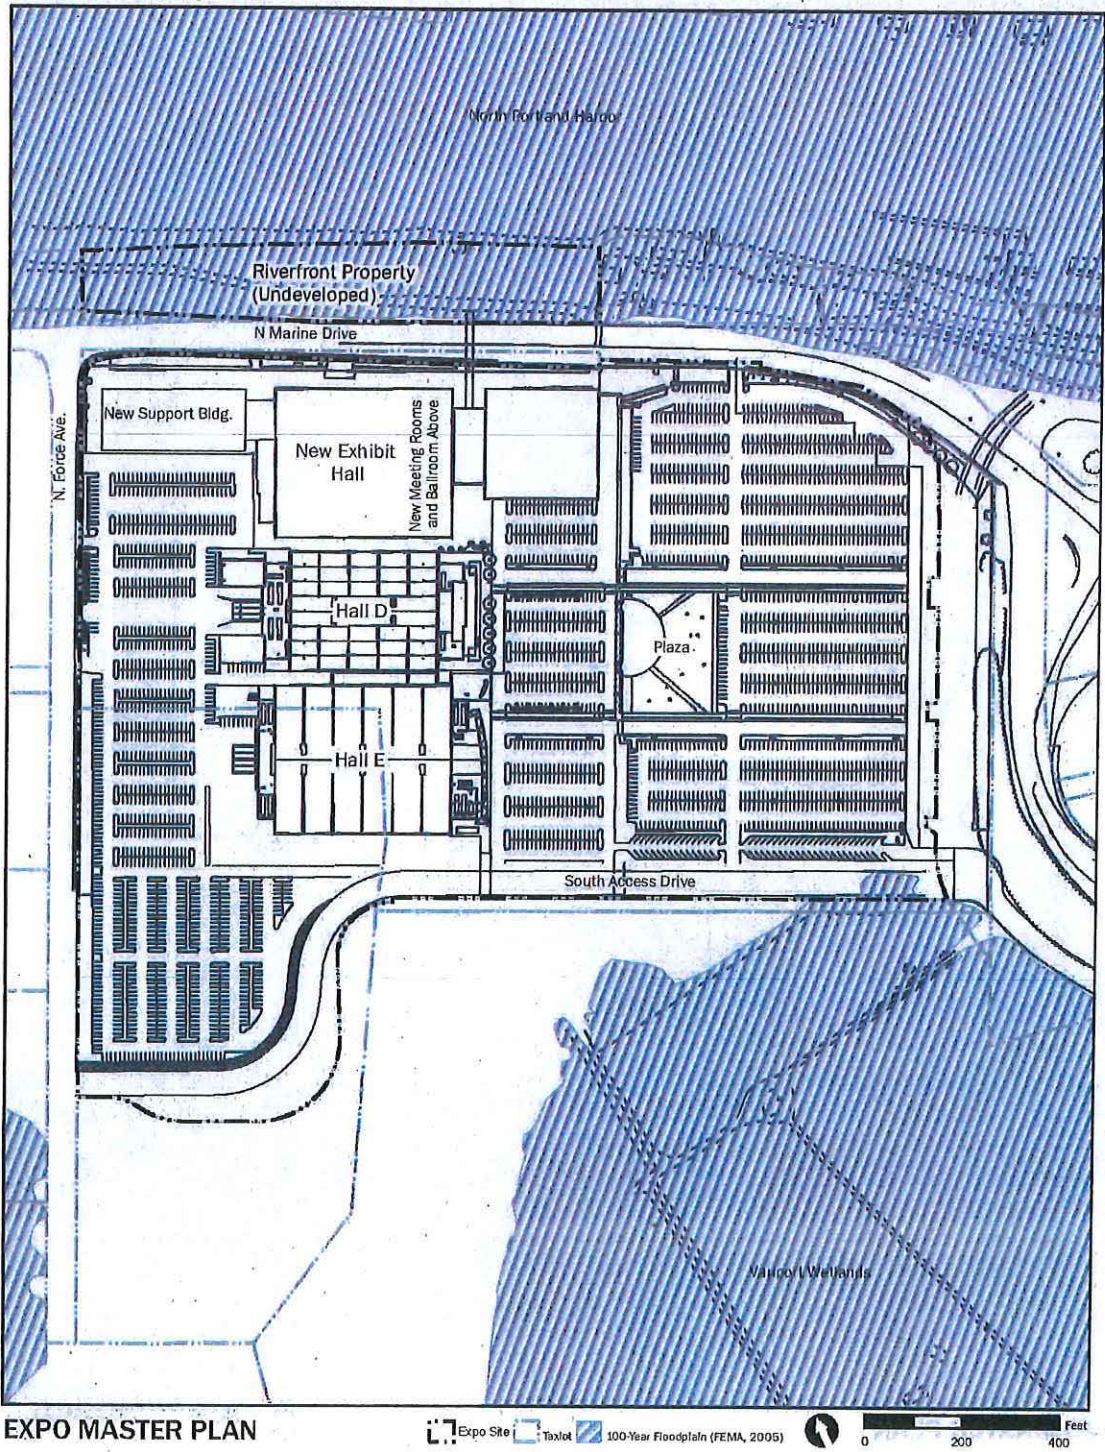 North Portland Harbor
Riverfront Property
(Undeveloped)
N Marine Drive
N. Force Ave.
New Support Bldg.
New Exhibit
Hall
New Meeting Rooms
and Ballroom Above
Hall D
Plaza
Hall E
South Access Drive
Vanport Wetlands
EXPO MASTER PLAN
Expo Site
Taxlot
100-Year Floodplain (FEMA, 2005)
Feet
0 200 400